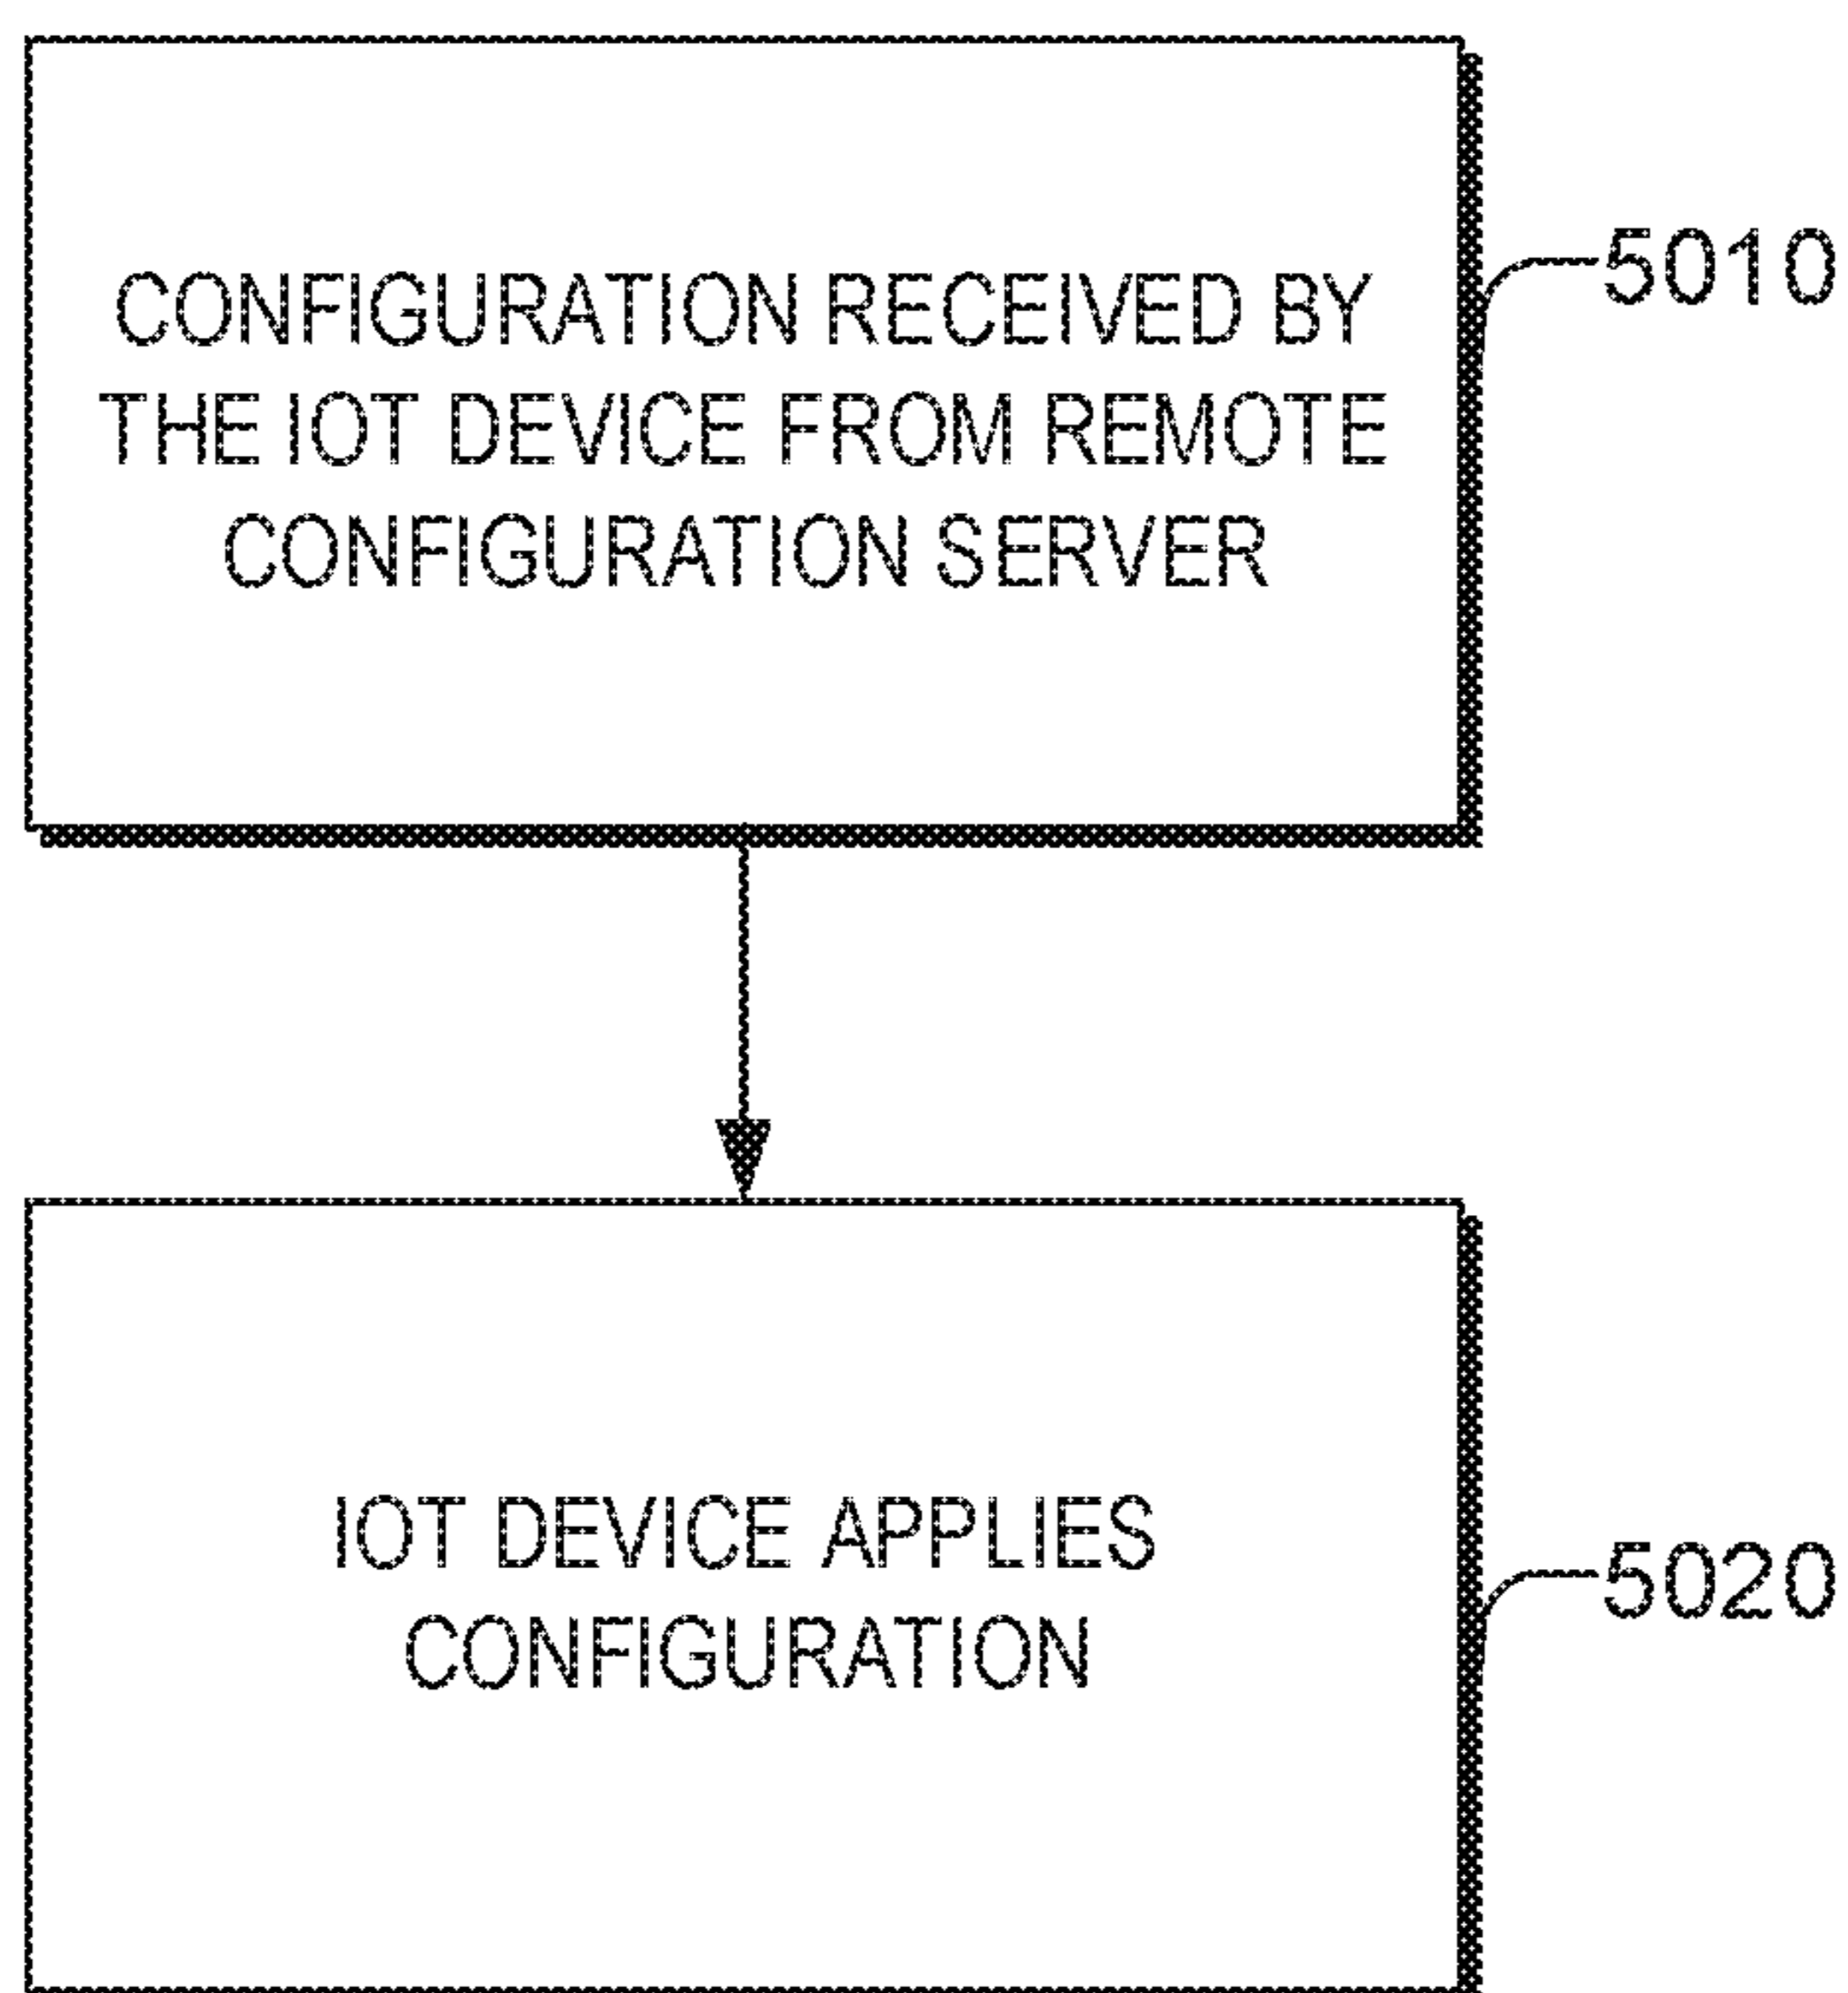 CONFIGURATION RECEIVED BY
THE IOT DEVICE FROM REMOTE
CONFIGURATION SERVER
5010
IOT DEVICE APPLIES
CONFIGURATION
5020